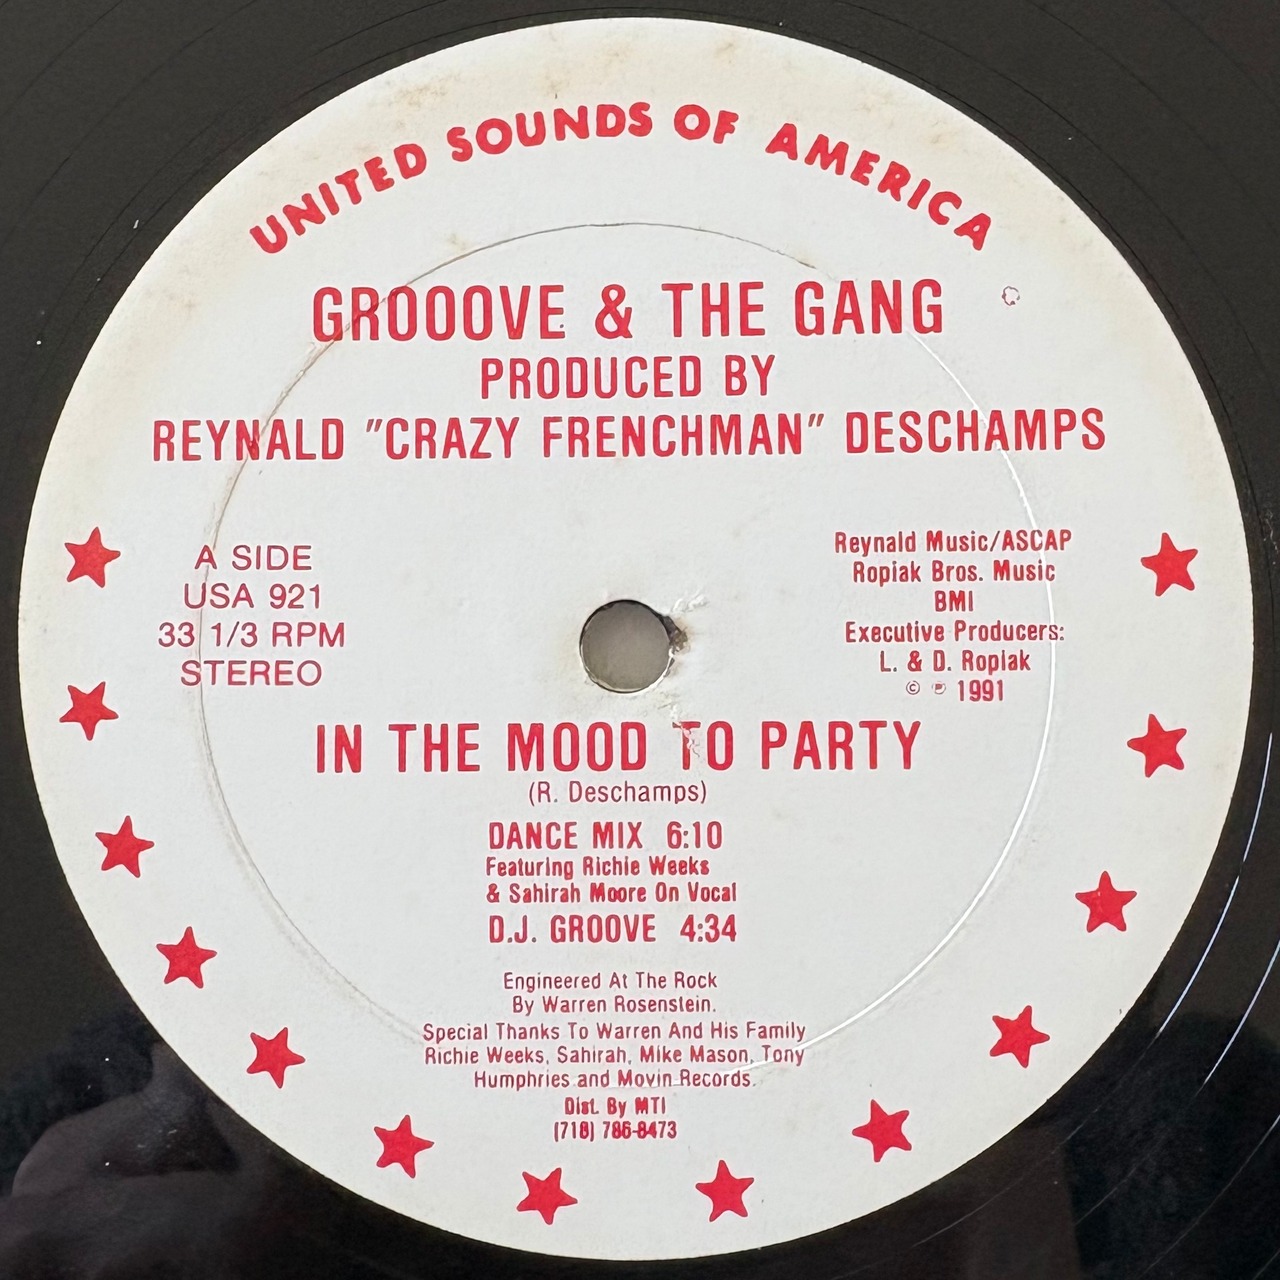 UNITED SOUNDS OF AMERICA
GROOOVE & THE GANG
PRODUCED BY
REYNALD "CRAZY FRENCHMAN" DESCHAMPS
A SIDE
USA 921
33 1/3 RPM
STEREO
Reynald Music/ASCAP
Ropiak Bros. Music
BMI
Executive Producers:
L. & D. Ropiak
© ℗ 1991
IN THE MOOD TO PARTY
(R. Deschamps)
DANCE MIX 6:10
Featuring Richie Weeks
& Sahirah Moore On Vocal
D.J. GROOVE 4:34
Engineered At The Rock
By Warren Rosenstein.
Special Thanks To Warren And His Family
Richie Weeks, Sahirah, Mike Mason, Tony
Humphries and Movin Records.
Dist. By MTI
(718) 786-8473